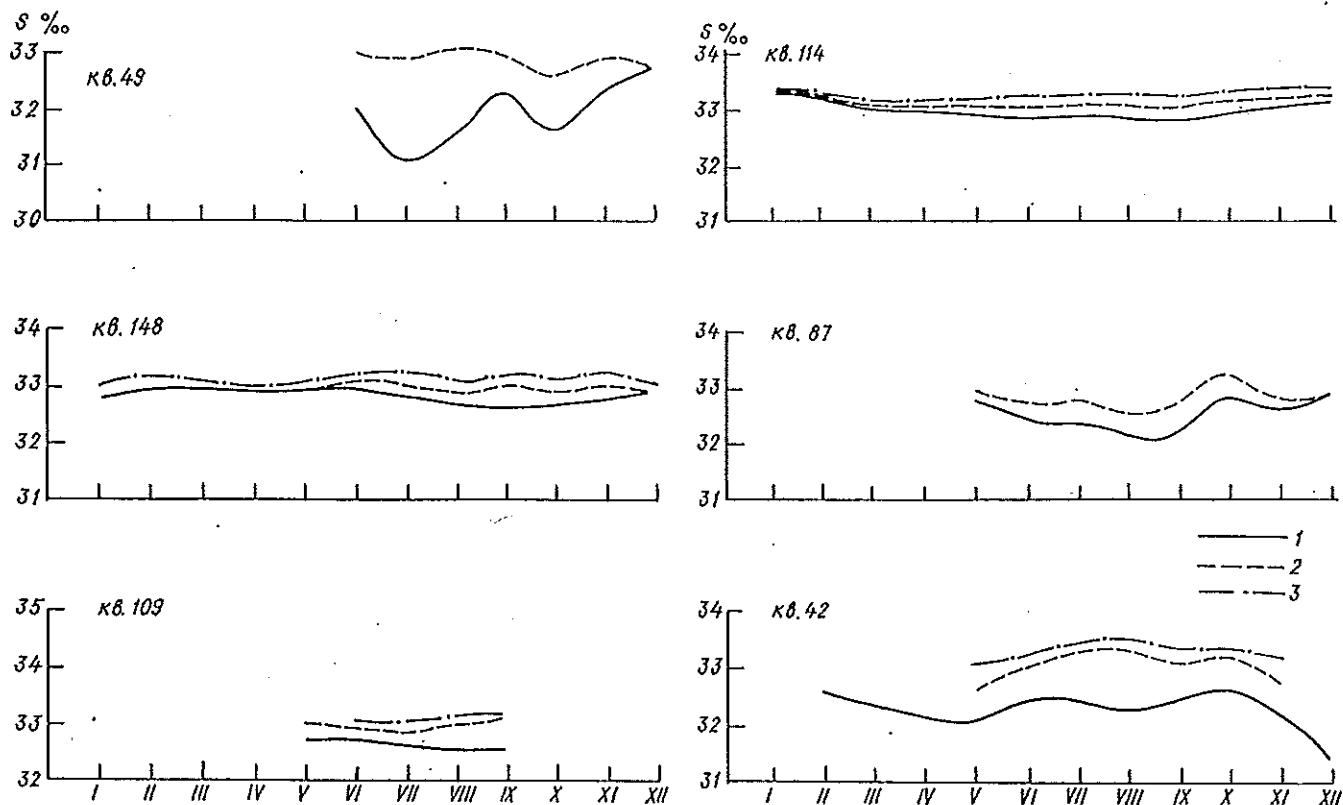 S ‰
33
кв.49
32
31
30
S ‰
34
кв.114
33
32
31
34
кв.148
33
32
31
34
кв.87
33
32
31
1
2
3
35
кв.109
34
33
32
I II III IV V VI VII VIII IX X XI XII
34
кв.42
33
32
31
I II III IV V VI VII VIII IX X XI XII